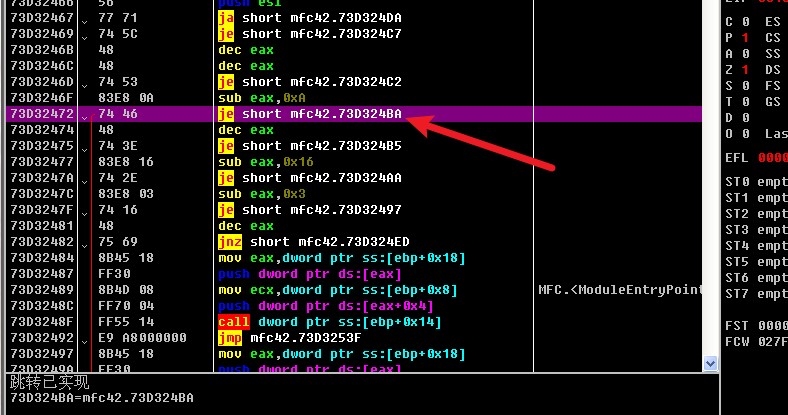 73D32466 56 push esi
73D32467 77 71 ja short mfc42.73D324DA
73D32469 74 5C je short mfc42.73D324C7
73D3246B 48 dec eax
73D3246C 48 dec eax
73D3246D 74 53 je short mfc42.73D324C2
73D3246F 83E8 0A sub eax,0xA
73D32472 74 46 je short mfc42.73D324BA
73D32474 48 dec eax
73D32475 74 3E je short mfc42.73D324B5
73D32477 83E8 16 sub eax,0x16
73D3247A 74 2E je short mfc42.73D324AA
73D3247C 83E8 03 sub eax,0x3
73D3247F 74 16 je short mfc42.73D32497
73D32481 48 dec eax
73D32482 75 69 jnz short mfc42.73D324ED
73D32484 8B45 18 mov eax,dword ptr ss:[ebp+0x18]
73D32487 FF30 push dword ptr ds:[eax]
73D32489 8B4D 08 mov ecx,dword ptr ss:[ebp+0x8] MFC.<ModuleEntryPoint
73D3248C FF70 04 push dword ptr ds:[eax+0x4]
73D3248F FF55 14 call dword ptr ss:[ebp+0x14]
73D32492 E9 A8000000 jmp mfc42.73D3253F
73D32497 8B45 18 mov eax,dword ptr ss:[ebp+0x18]
73D3249A FF30 push dword ptr ds:[eax]
跳转已实现
73D324BA=mfc42.73D324BA
C 0 ES
P 1 CS
A 0 SS
Z 1 DS
S 0 FS
T 0 GS
D 0
O 0 Las
EFL 0000
ST0 empt
ST1 empt
ST2 empt
ST3 empt
ST4 empt
ST5 empt
ST6 empt
ST7 empt
FST 0000
FCW 027F